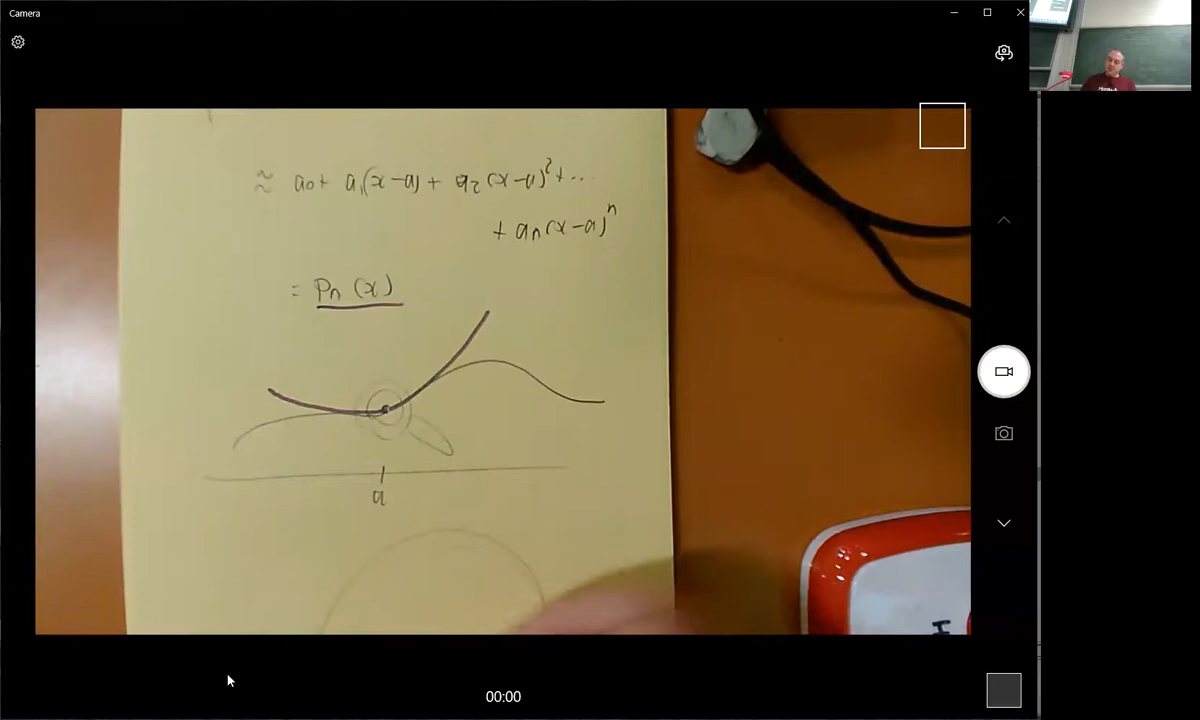 Camera
≈ a₀ + a₁(x-a) + a₂(x-a)² + ...
+ aₙ(x-a)ⁿ
= Pₙ(x)
a
H
00:00